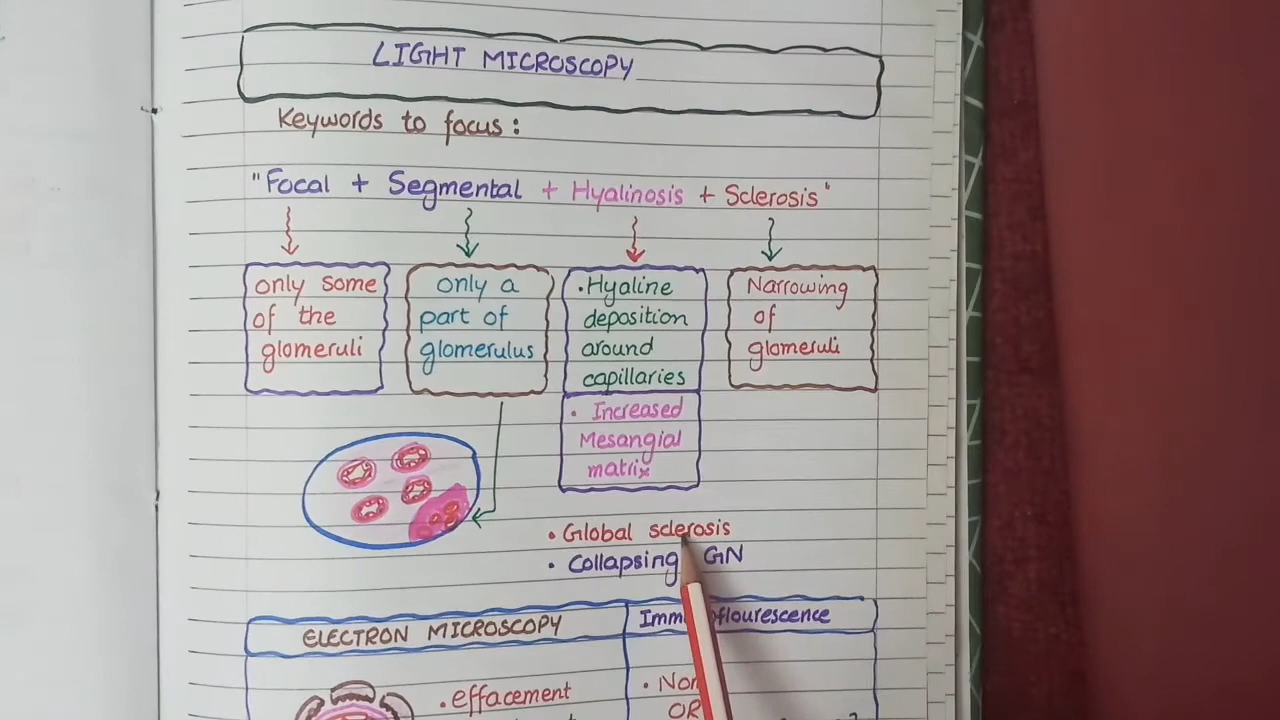 LIGHT MICROSCOPY
Keywords to focus :
"Focal + Segmental + Hyalinosis + Sclerosis"
only some
of the
glomeruli
only a
part of
glomerulus
• Hyaline
deposition
around
capillaries
• Increased
Mesangial
matrix
Narrowing
of
glomeruli
• Global sclerosis
• Collapsing GN
ELECTRON MICROSCOPY
• effacement
• OR